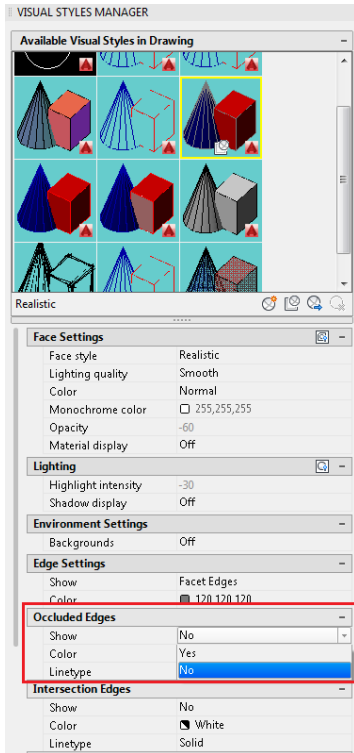 VISUAL STYLES MANAGER
Available Visual Styles in Drawing
Realistic
Face Settings
Face style Realistic
Lighting quality Smooth
Color Normal
Monochrome color 255,255,255
Opacity -60
Material display Off
Lighting
Highlight intensity -30
Shadow display Off
Environment Settings
Backgrounds Off
Edge Settings
Show Facet Edges
Color 120,120,120
Occluded Edges
Show No
Color Yes
Linetype No
Intersection Edges
Show No
Color White
Linetype Solid